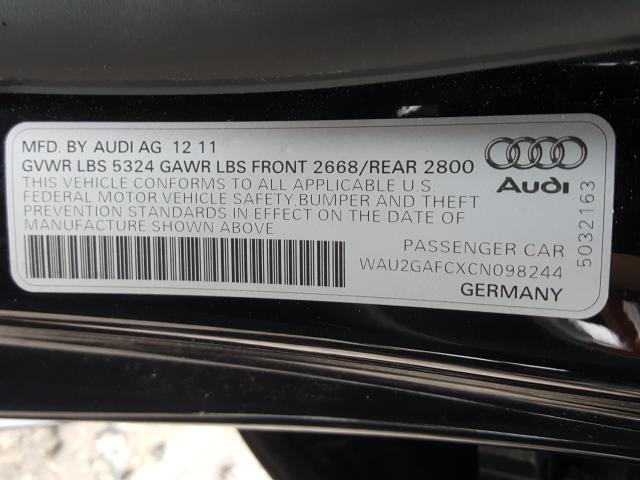 MFD. BY AUDI AG 12 11
GVWR LBS 5324 GAWR LBS FRONT 2668/REAR 2800
THIS VEHICLE CONFORMS TO ALL APPLICABLE U.S.
FEDERAL MOTOR VEHICLE SAFETY,BUMPER AND THEFT
PREVENTION STANDARDS IN EFFECT ON THE DATE OF
MANUFACTURE SHOWN ABOVE
Audi
PASSENGER CAR
WAU2GAFCXCN098244
GERMANY
5032163